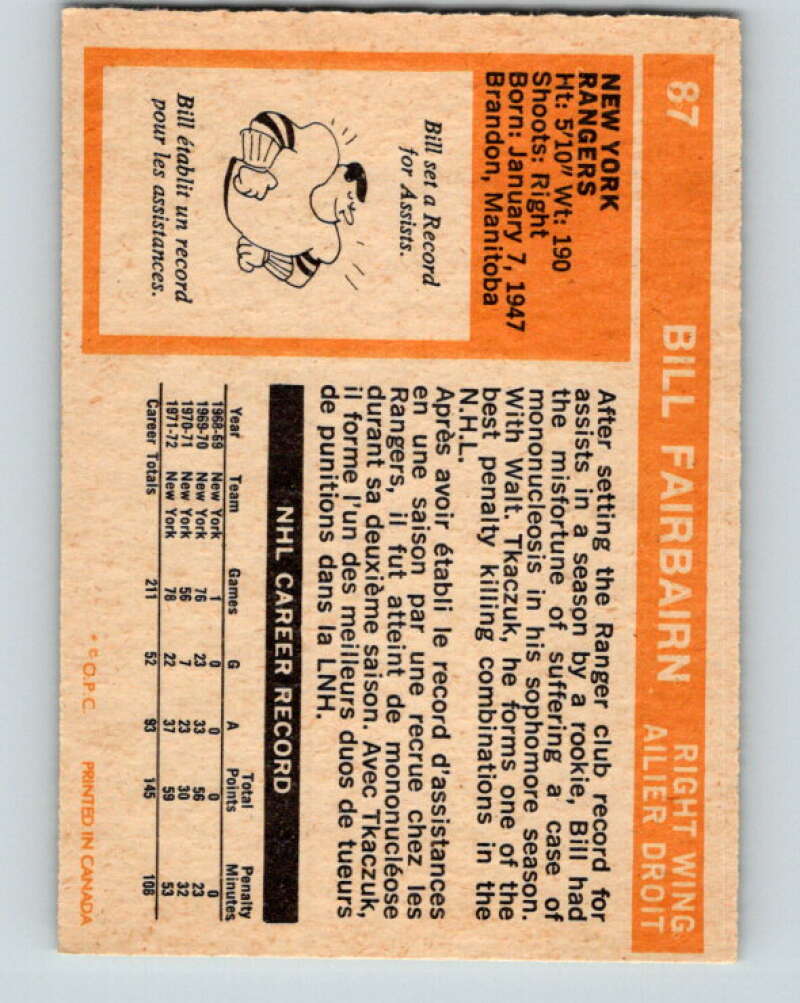 87
BILL FAIRBAIRN
RIGHT WING
AILIER DROIT
NEW YORK
RANGERS
Ht: 5/10" Wt: 190
Shoots: Right
Born: January 7, 1947
Brandon, Manitoba
Bill set a Record
for Assists.
Bill établit un record
pour les assistances.
After setting the Ranger club record for
assists in a season by a rookie, Bill had
the misfortune of suffering a case of
mononucleosis in his sophomore season.
With Walt. Tkaczuk, he forms one of the
best penalty killing combinations in the
N.H.L.
Après avoir établi le record d'assistances
en une saison par une recrue chez les
Rangers, il fut atteint de mononucléose
durant sa deuxième saison. Avec Tkaczuk,
il forme l'un des meilleurs duos de tueurs
de punitions dans la LNH.
NHL CAREER RECORD
Year Team Games G A Total Points Penalty Minutes
1968-69 New York 1 0 0 0 0
1969-70 New York 76 23 33 56 23
1970-71 New York 56 7 23 30 32
1971-72 New York 78 22 37 59 53
Career Totals 211 52 93 145 108
* © O.P.C. PRINTED IN CANADA